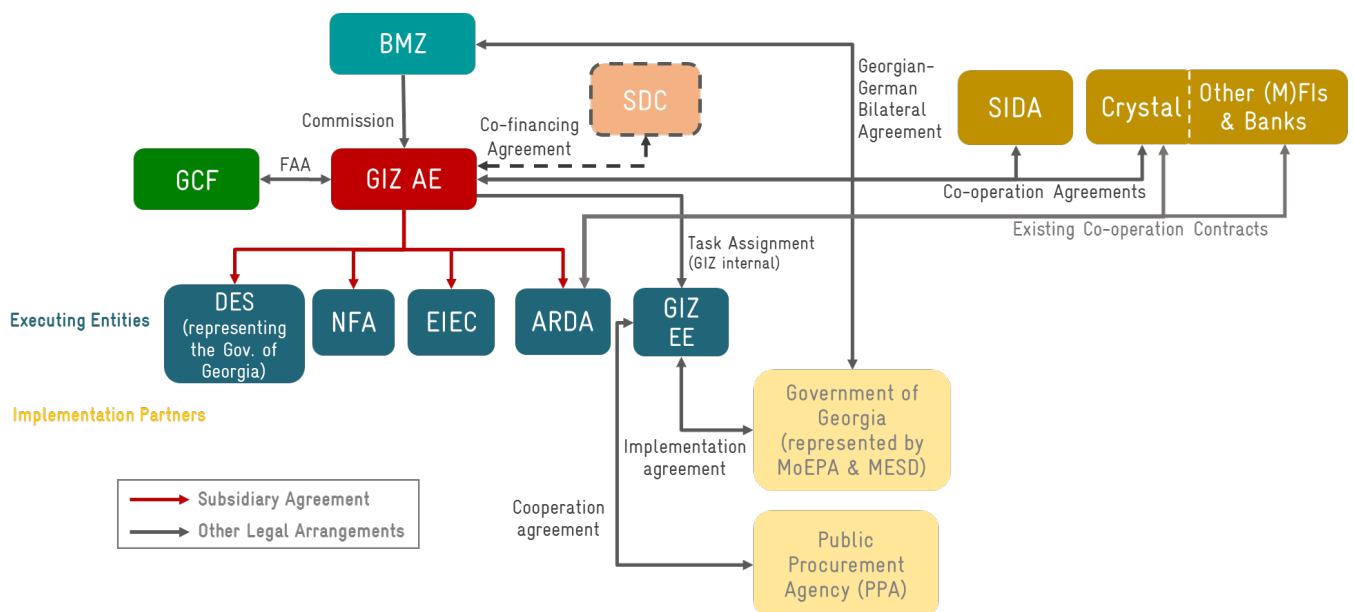 BMZ
Georgian-
German
Bilateral
Agreement
SDC
SIDA
Crystal
Other (M)FIs
& Banks
Commission
Co-financing
Agreement
GCF
FAA
GIZ AE
Co-operation Agreements
Existing Co-operation Contracts
Task Assignment
(GIZ internal)
Executing Entities
DES
(representing
the Gov. of
Georgia)
NFA
EIEC
ARDA
GIZ
EE
Implementation Partners
Government of
Georgia
(represented by
MoEPA & MESD)
Implementation
agreement
Cooperation
agreement
Subsidiary Agreement
Other Legal Arrangements
Public
Procurement
Agency (PPA)